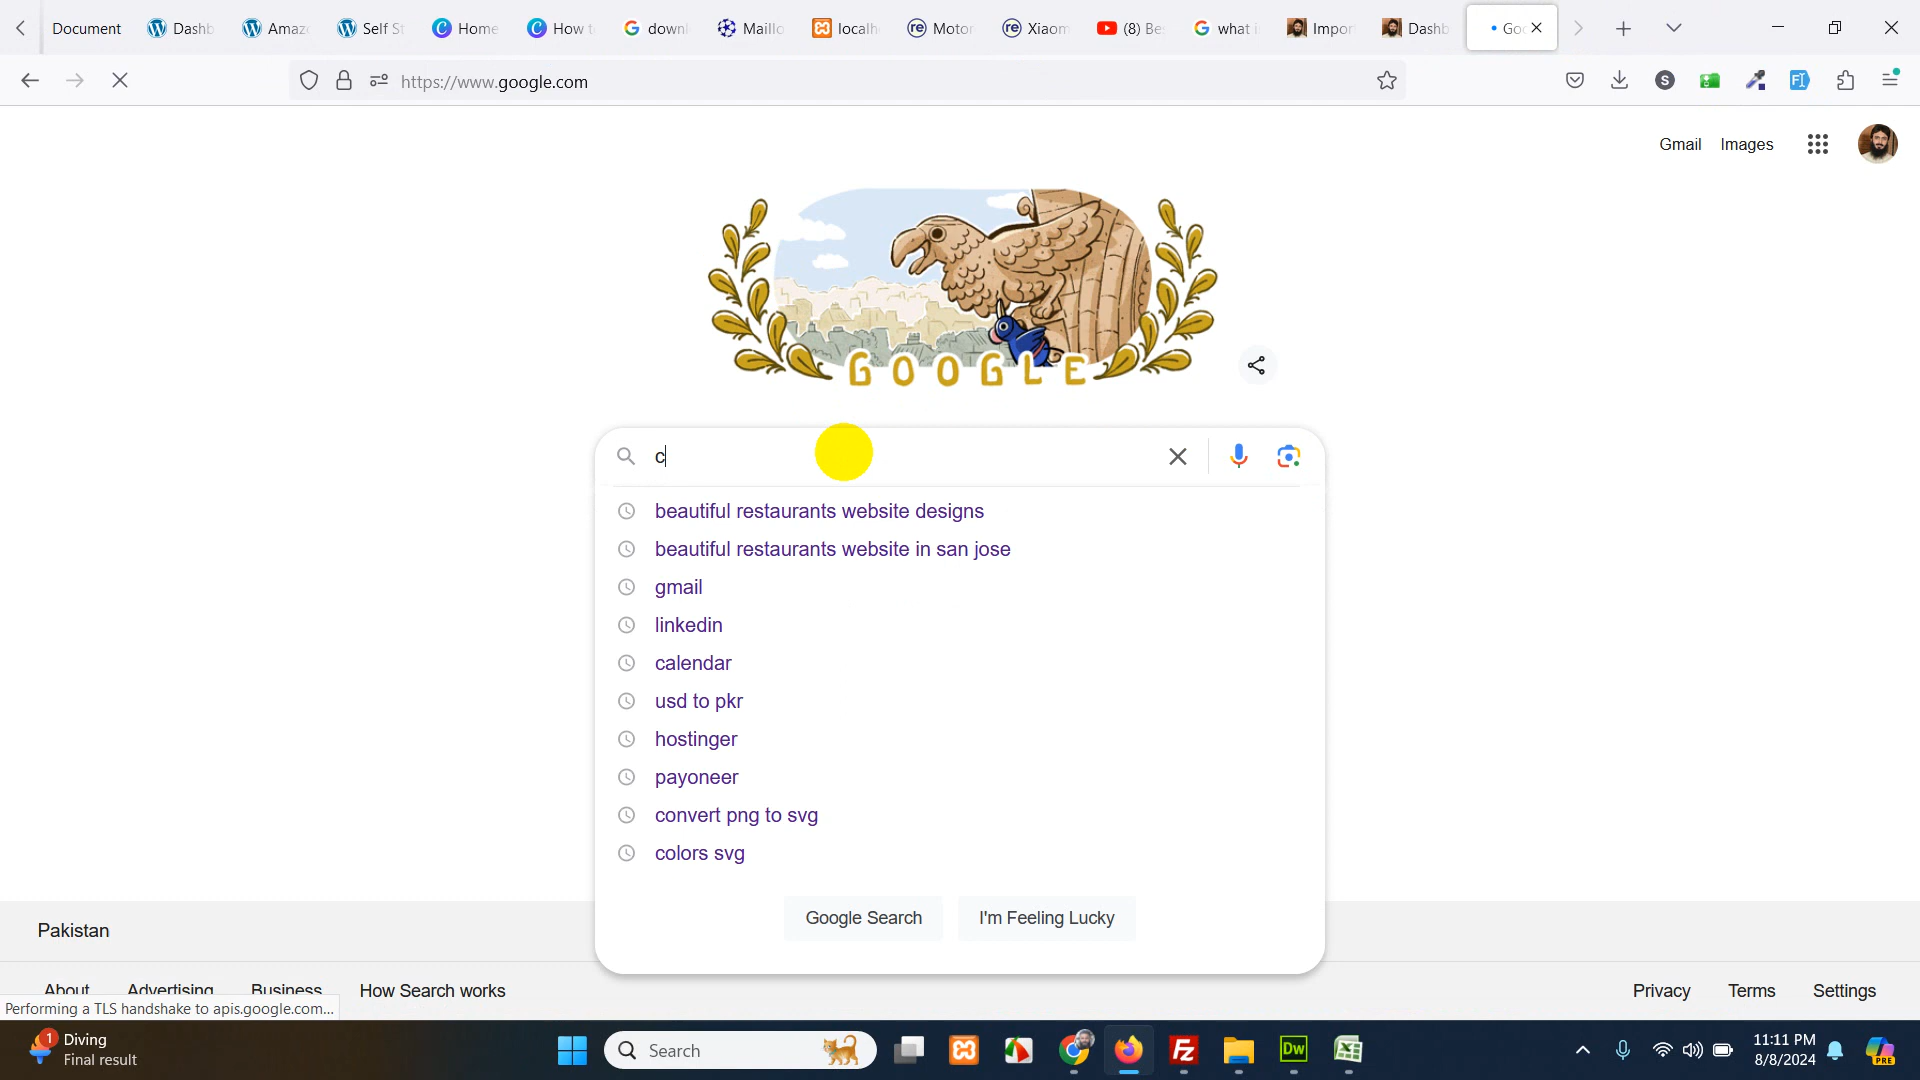 Document
Dashb
Amaz
Self St
Home
How t
downl
Maillo
localh
Motor
Xiaom
(8) Be
what i
Impor
Dashb
Go
https://www.google.com
Gmail
Images
GOOGLE
c
beautiful restaurants website designs
beautiful restaurants website in san jose
gmail
linkedin
calendar
usd to pkr
hostinger
payoneer
convert png to svg
colors svg
Google Search
I'm Feeling Lucky
Pakistan
About
Advertising
Business
How Search works
Privacy
Terms
Settings
Performing a TLS handshake to apis.google.com...
1
Diving
Final result
Search
Dw
11:11 PM
8/8/2024
PRE